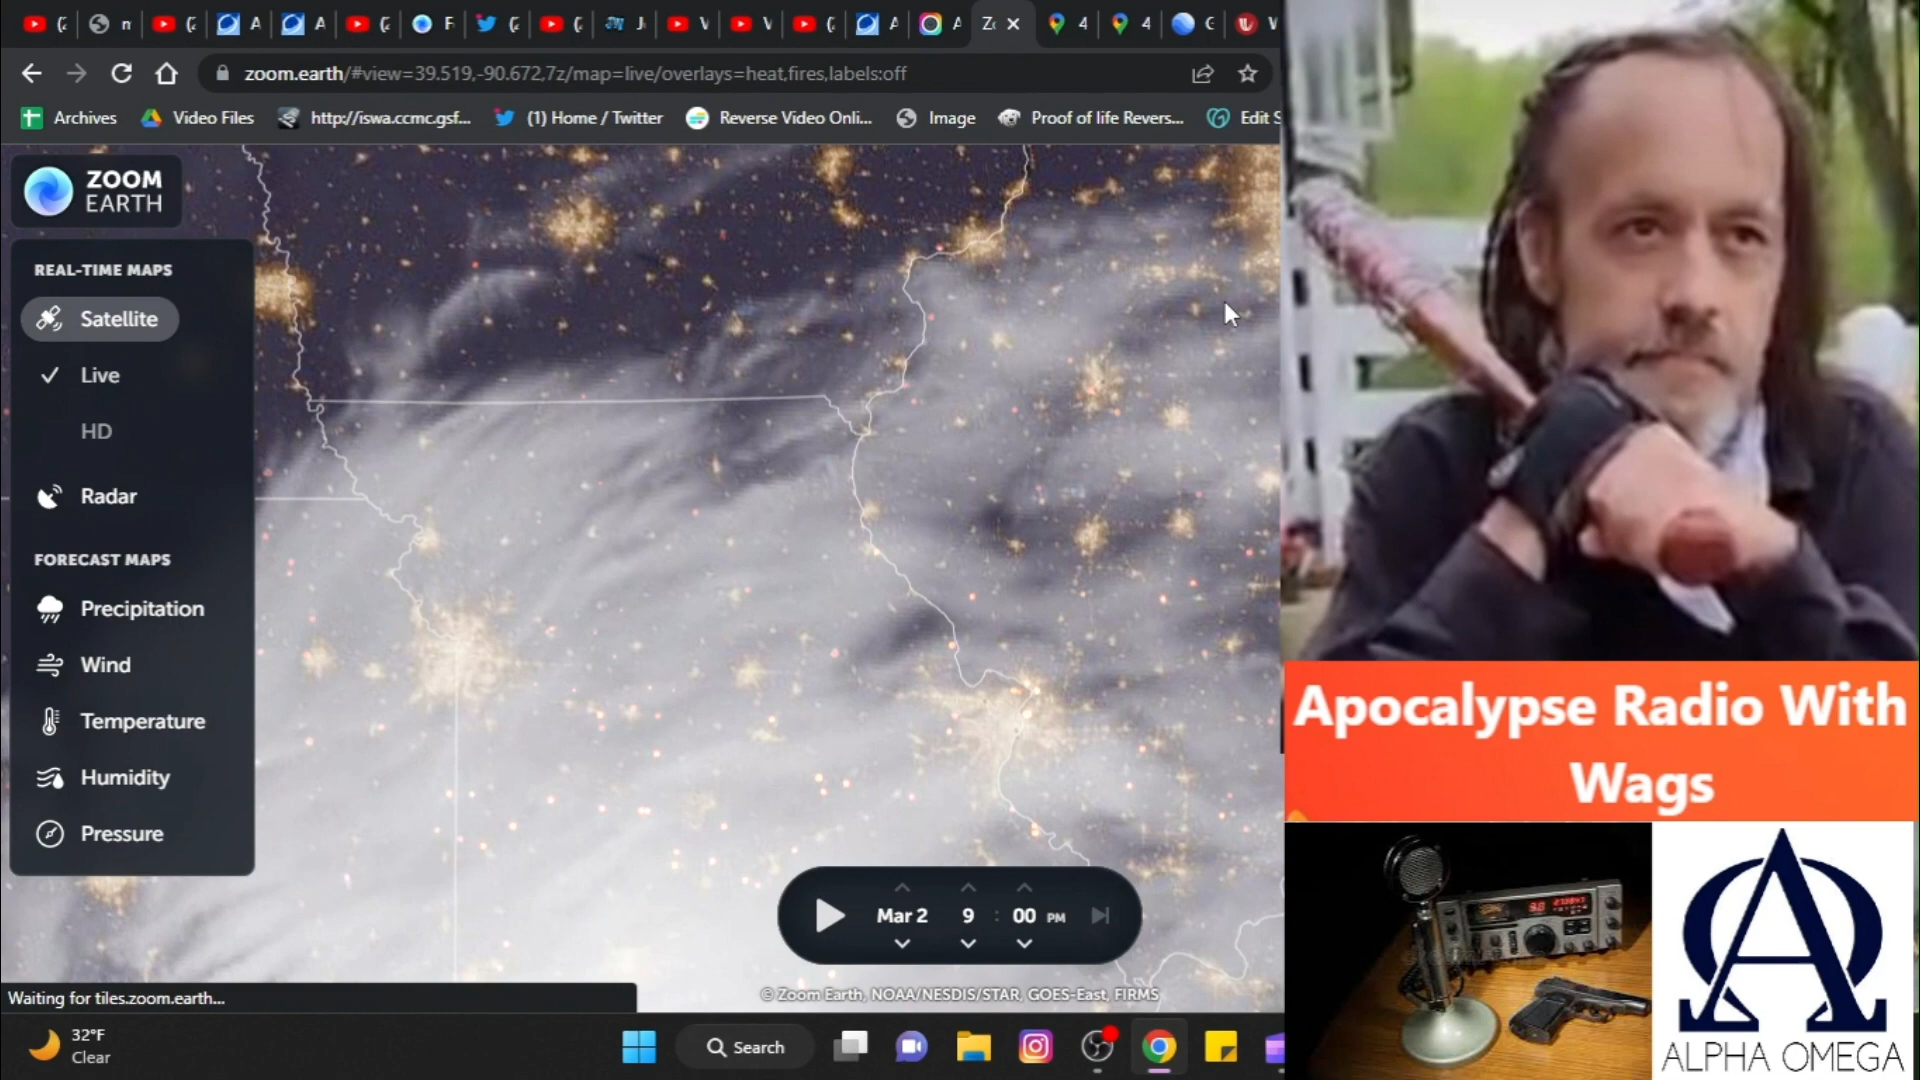 zoom.earth/#view=39.519,-90.672,7z/map=live/overlays=heat,fires,labels:off
Archives
Video Files
http://iswa.ccmc.gsf...
(1) Home / Twitter
Reverse Video Onli...
Image
Proof of life Revers...
Edit S
ZOOM
EARTH
REAL-TIME MAPS
Satellite
Live
HD
Radar
FORECAST MAPS
Precipitation
Wind
Temperature
Humidity
Pressure
Mar 2 9 : 00 PM
© Zoom Earth, NOAA/NESDIS/STAR, GOES-East, FIRMS
Waiting for tiles.zoom.earth...
32°F
Clear
Search
Apocalypse Radio With
Wags
ALPHA OMEGA